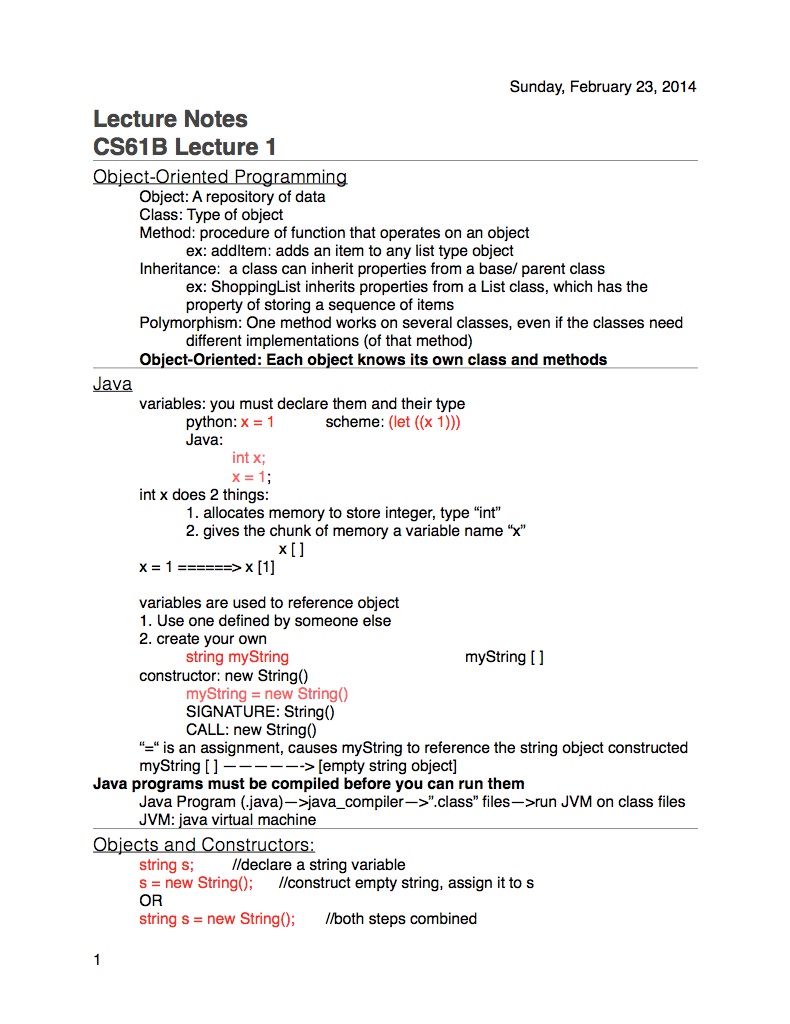 Sunday, February 23, 2014
Lecture Notes
CS61B Lecture 1
Object-Oriented Programming
Object: A repository of data
Class: Type of object
Method: procedure of function that operates on an object
ex: addItem: adds an item to any list type object
Inheritance:  a class can inherit properties from a base/ parent class
ex: ShoppingList inherits properties from a List class, which has the
property of storing a sequence of items
Polymorphism: One method works on several classes, even if the classes need
different implementations (of that method)
Object-Oriented: Each object knows its own class and methods
Java
variables: you must declare them and their type
python: x = 1 scheme: (let ((x 1)))
Java:
int x;
x = 1;
int x does 2 things:
1. allocates memory to store integer, type “int”
2. gives the chunk of memory a variable name “x”
x [ ]
x = 1 ======> x [1]
variables are used to reference object
1. Use one defined by someone else
2. create your own
string myString myString [ ]
constructor: new String()
myString = new String()
SIGNATURE: String()
CALL: new String()
“=“ is an assignment, causes myString to reference the string object constructed
myString [ ] — — — — —-> [empty string object]
Java programs must be compiled before you can run them
Java Program (.java)—>java_compiler—>”.class” files—>run JVM on class files
JVM: java virtual machine
Objects and Constructors:
string s; //declare a string variable
s = new String(); //construct empty string, assign it to s
OR
string s = new String(); //both steps combined
1